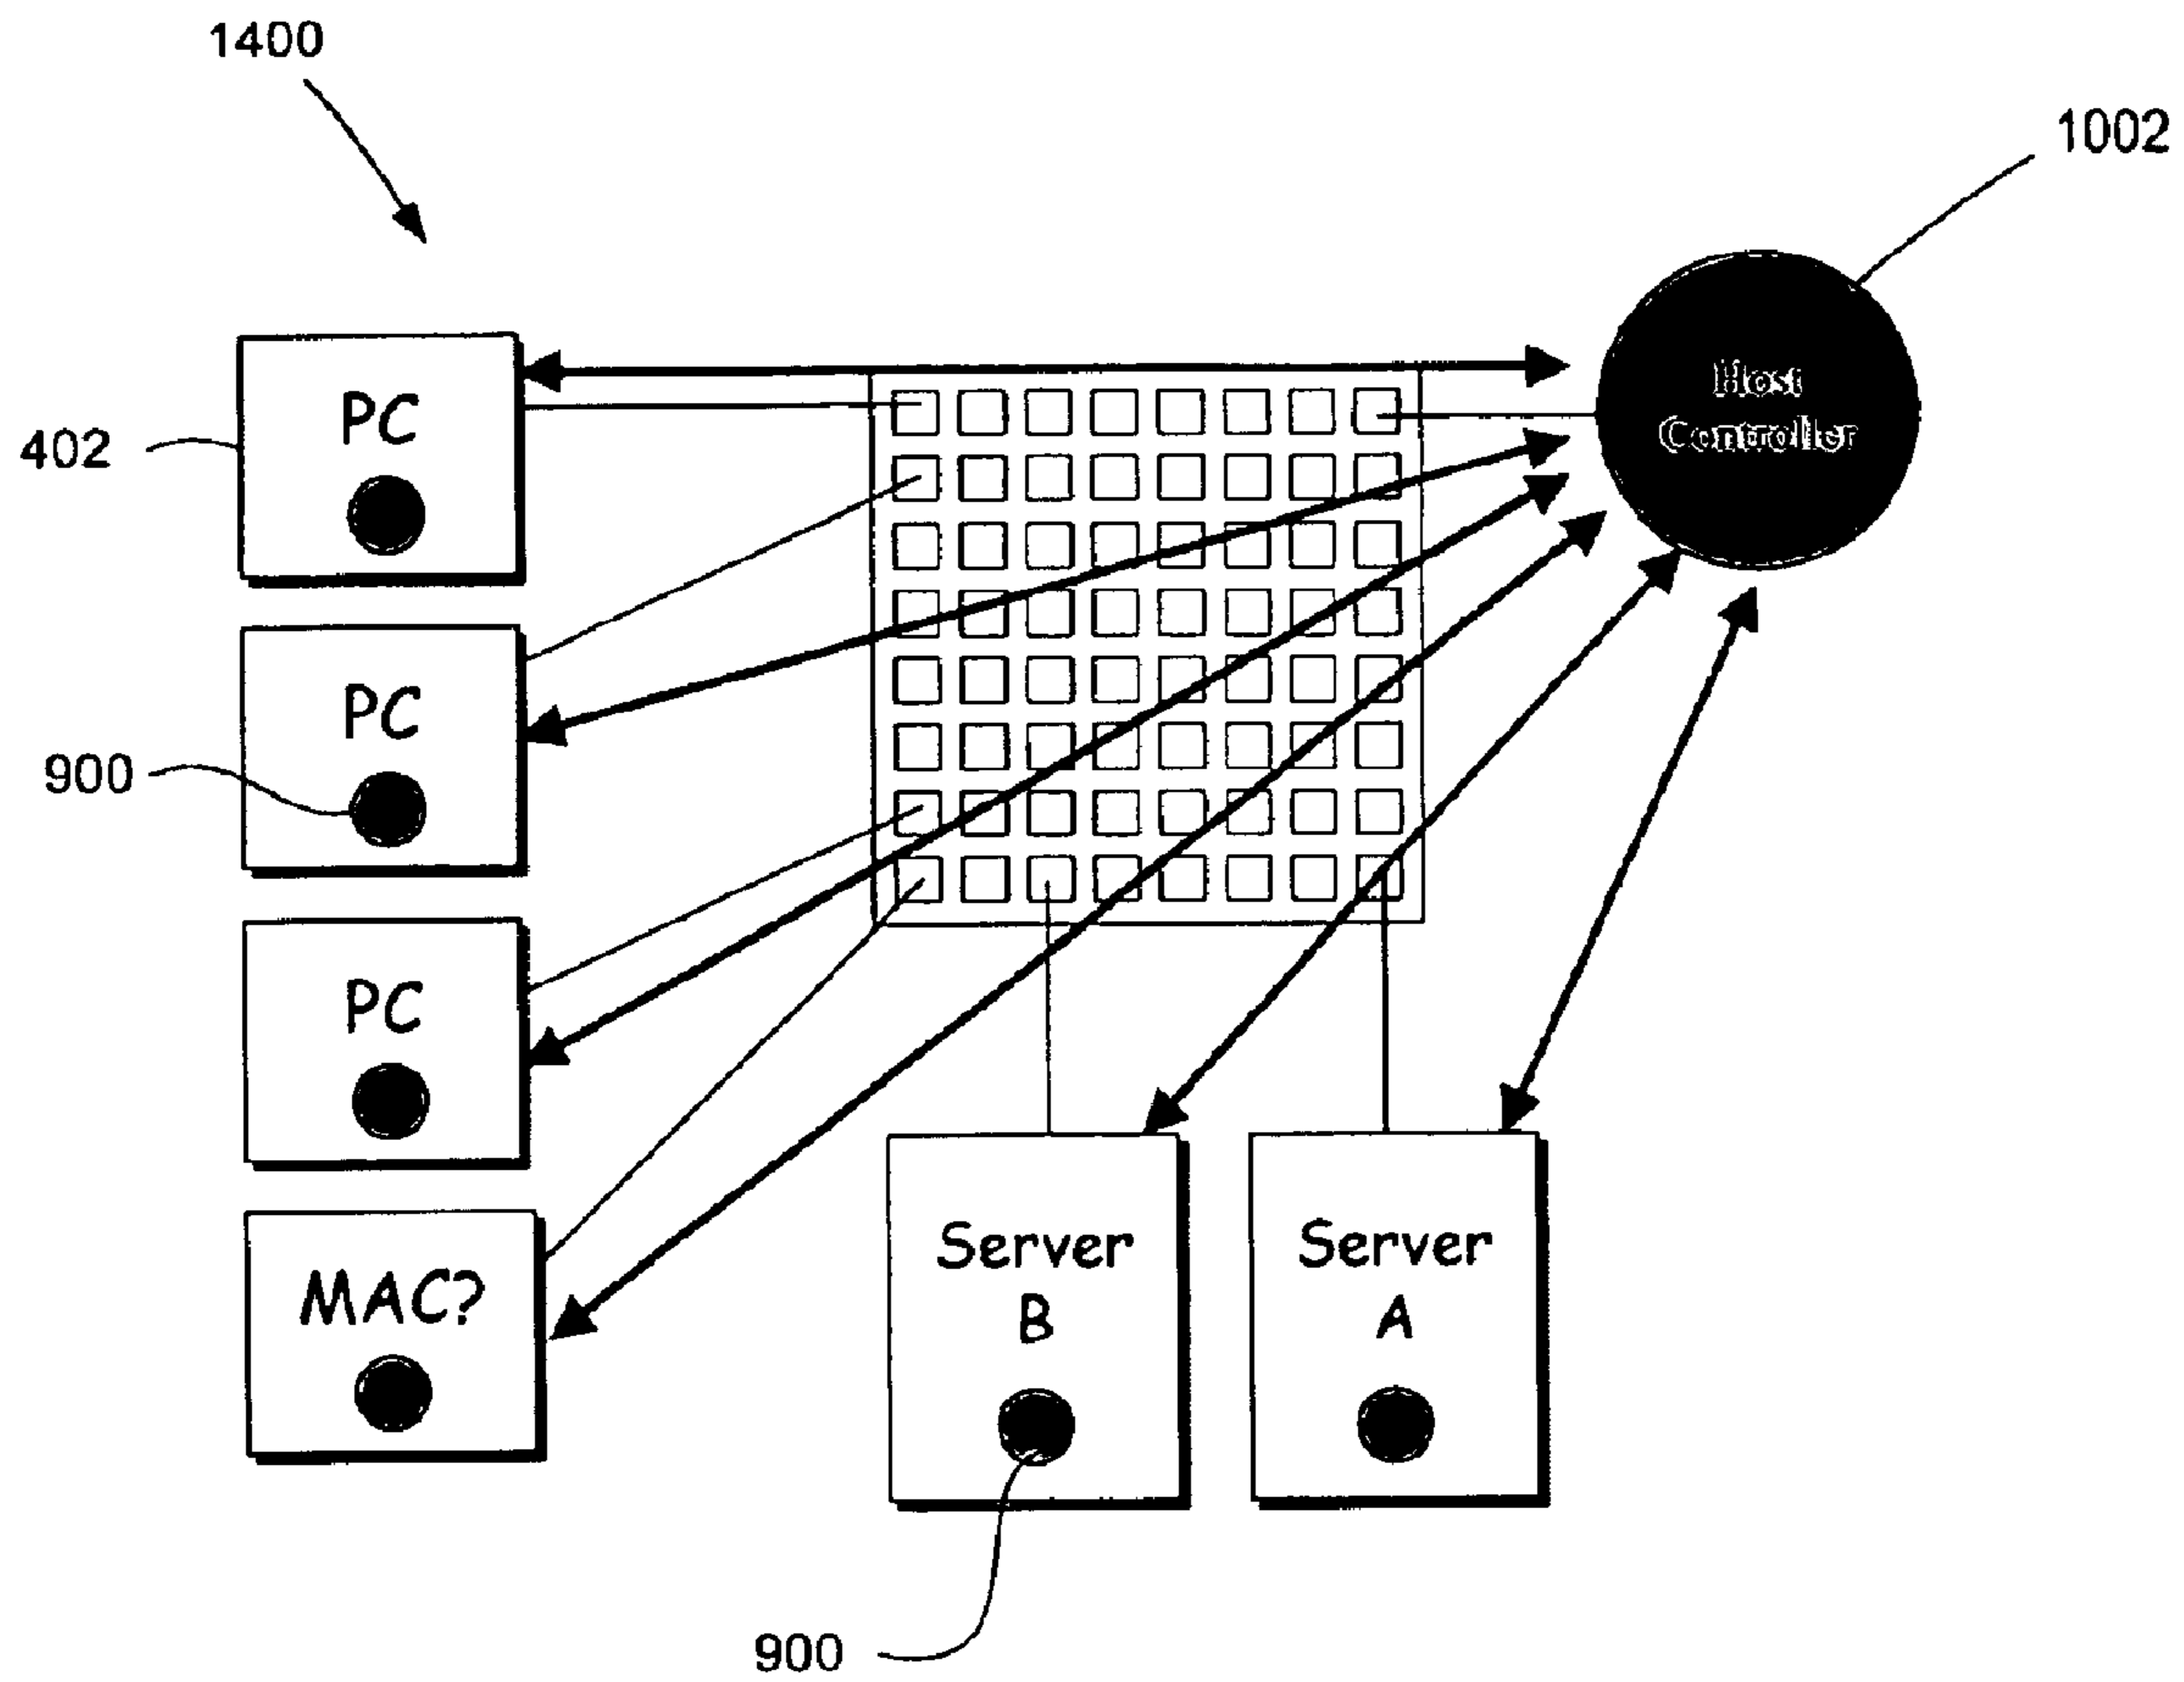 1400
1002
Host
Controller
PC
402
PC
900
PC
MAC?
Server
B
Server
A
900